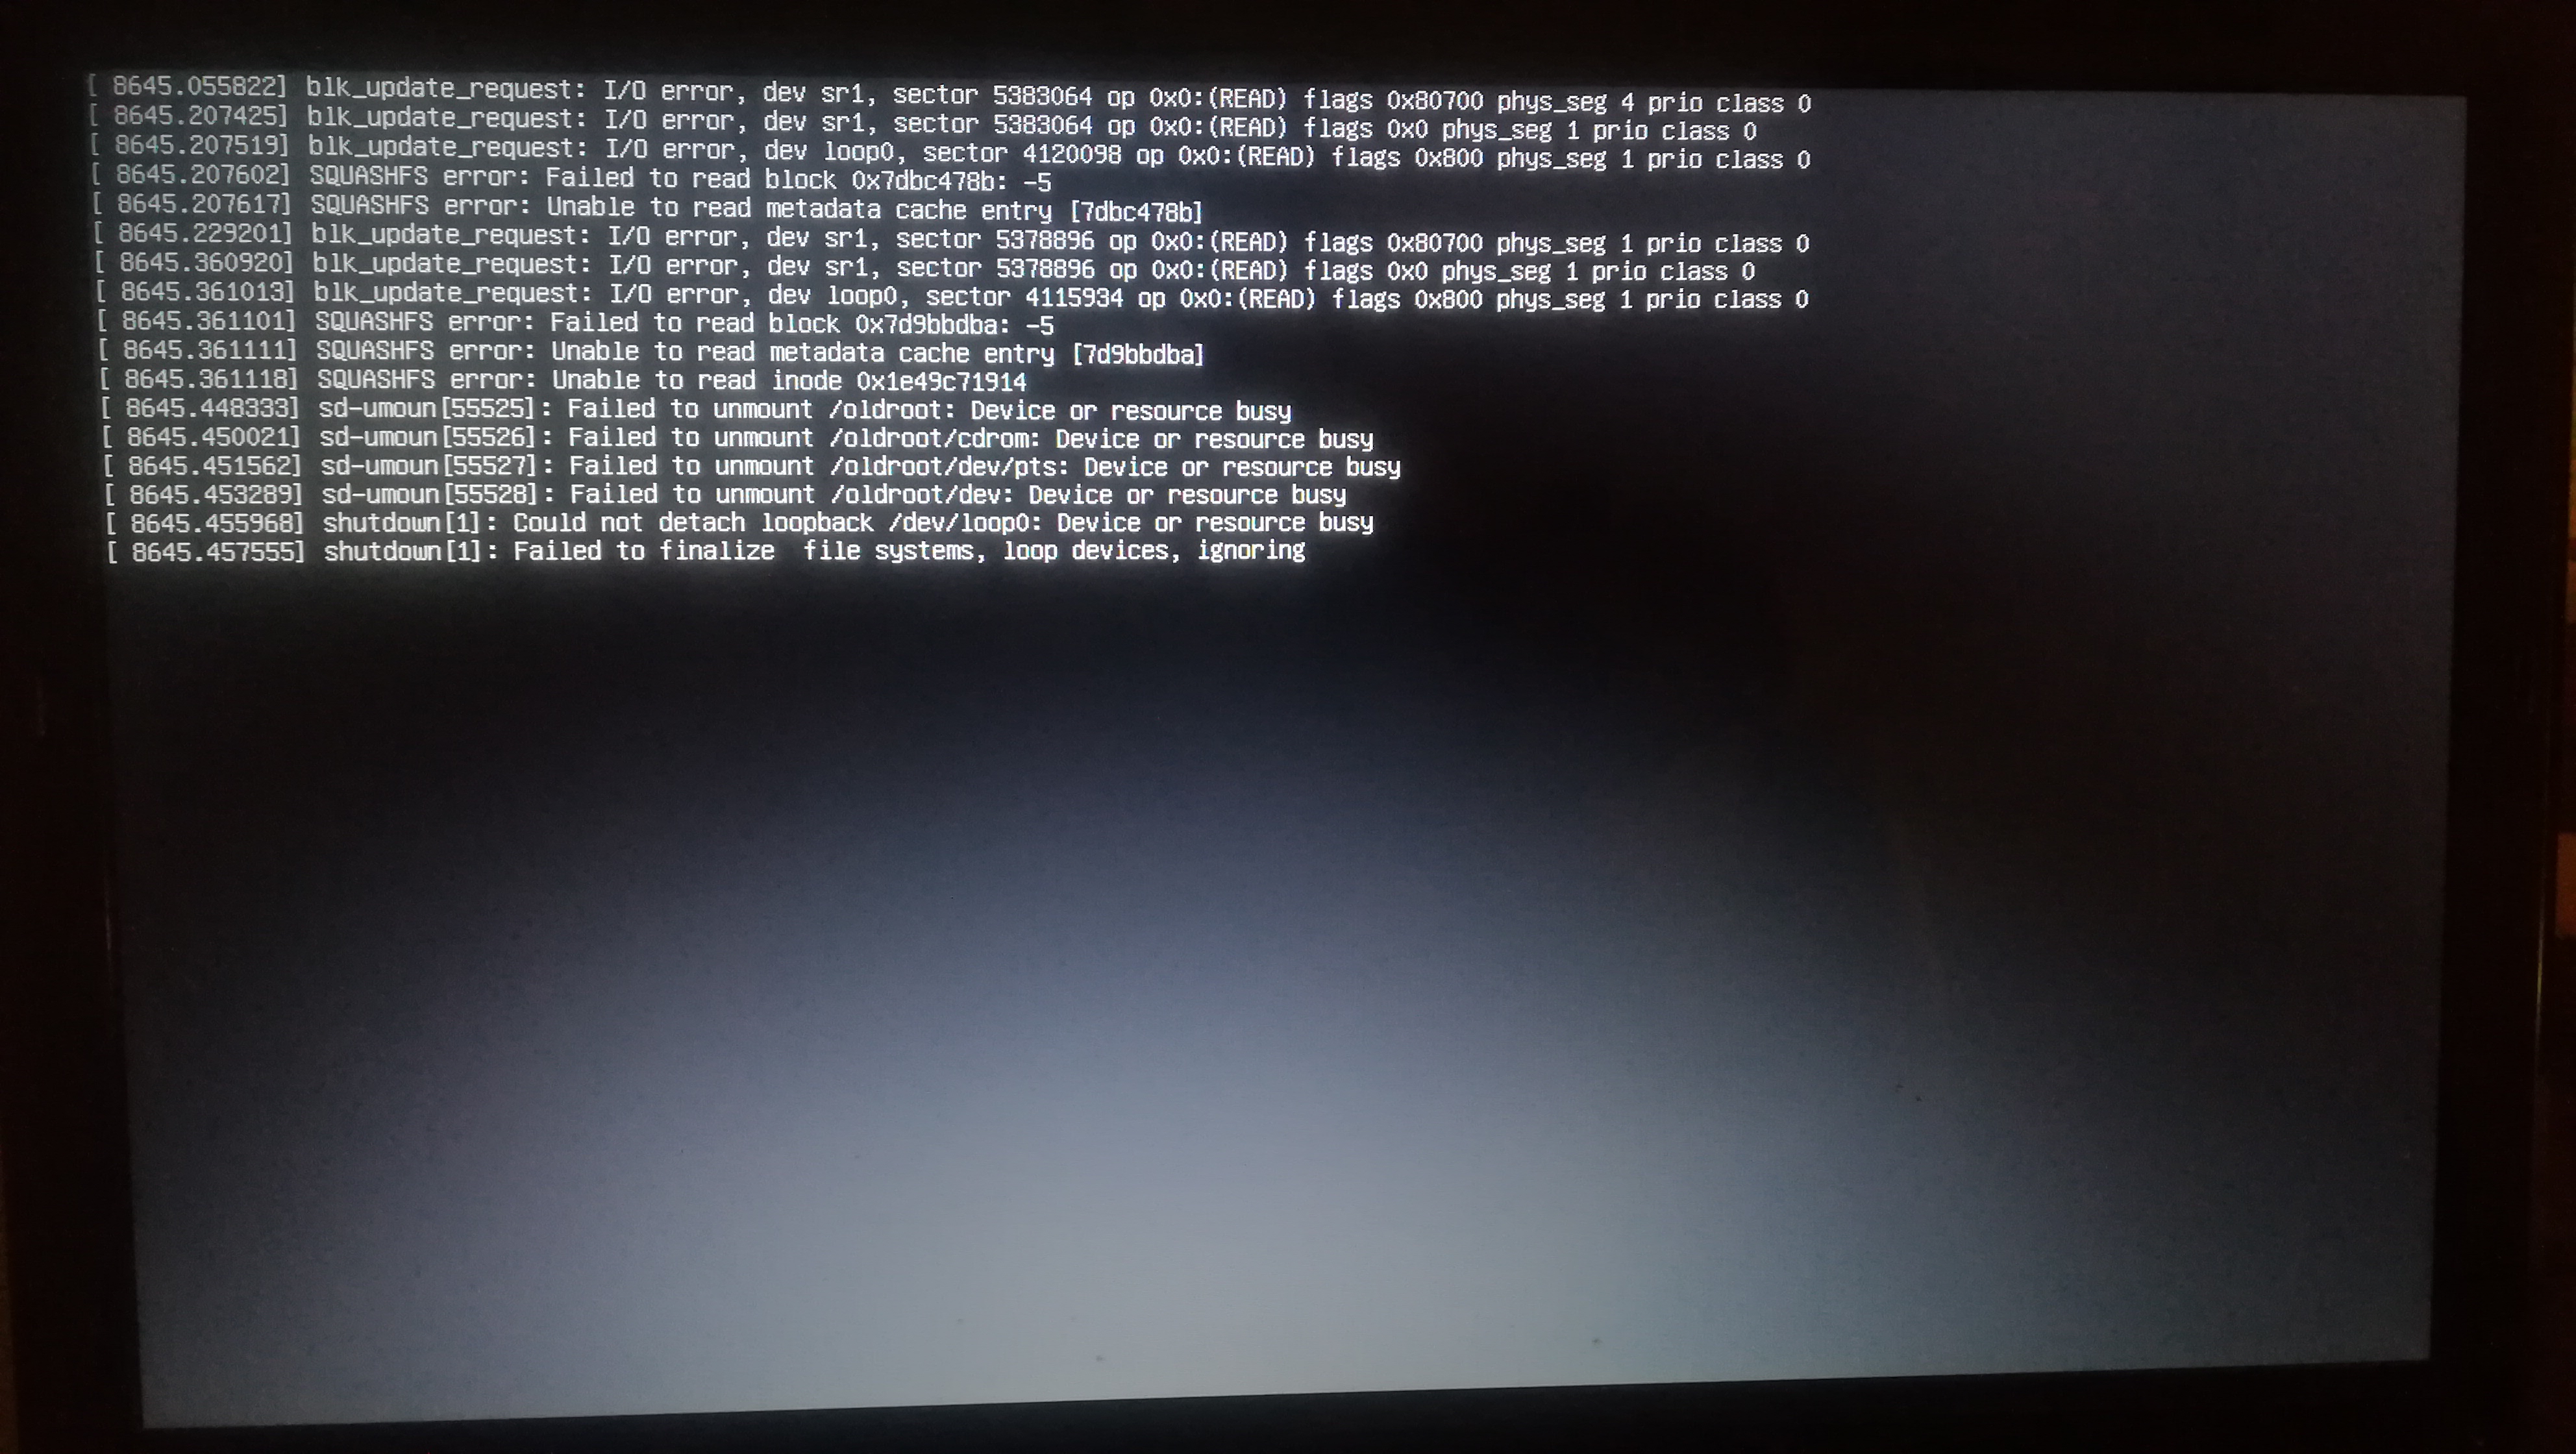 [ 8645.055822] blk_update_request: I/O error, dev sr1, sector 5383064 op 0x0:(READ) flags 0x80700 phys_seg 4 prio class 0
[ 8645.207425] blk_update_request: I/O error, dev sr1, sector 5383064 op 0x0:(READ) flags 0x0 phys_seg 1 prio class 0
[ 8645.207519] blk_update_request: I/O error, dev loop0, sector 4120098 op 0x0:(READ) flags 0x800 phys_seg 1 prio class 0
[ 8645.207602] SQUASHFS error: Failed to read block 0x7dbc478b: -5
[ 8645.207617] SQUASHFS error: Unable to read metadata cache entry [7dbc478b]
[ 8645.229201] blk_update_request: I/O error, dev sr1, sector 5378896 op 0x0:(READ) flags 0x80700 phys_seg 1 prio class 0
[ 8645.360920] blk_update_request: I/O error, dev sr1, sector 5378896 op 0x0:(READ) flags 0x0 phys_seg 1 prio class 0
[ 8645.361013] blk_update_request: I/O error, dev loop0, sector 4115934 op 0x0:(READ) flags 0x800 phys_seg 1 prio class 0
[ 8645.361101] SQUASHFS error: Failed to read block 0x7d9bbdba: -5
[ 8645.361111] SQUASHFS error: Unable to read metadata cache entry [7d9bbdba]
[ 8645.361118] SQUASHFS error: Unable to read inode 0x1e49c71914
[ 8645.448333] sd-umoun[55525]: Failed to unmount /oldroot: Device or resource busy
[ 8645.450021] sd-umoun[55526]: Failed to unmount /oldroot/cdrom: Device or resource busy
[ 8645.451562] sd-umoun[55527]: Failed to unmount /oldroot/dev/pts: Device or resource busy
[ 8645.453289] sd-umoun[55528]: Failed to unmount /oldroot/dev: Device or resource busy
[ 8645.455968] shutdown[1]: Could not detach loopback /dev/loop0: Device or resource busy
[ 8645.457555] shutdown[1]: Failed to finalize  file systems, loop devices, ignoring